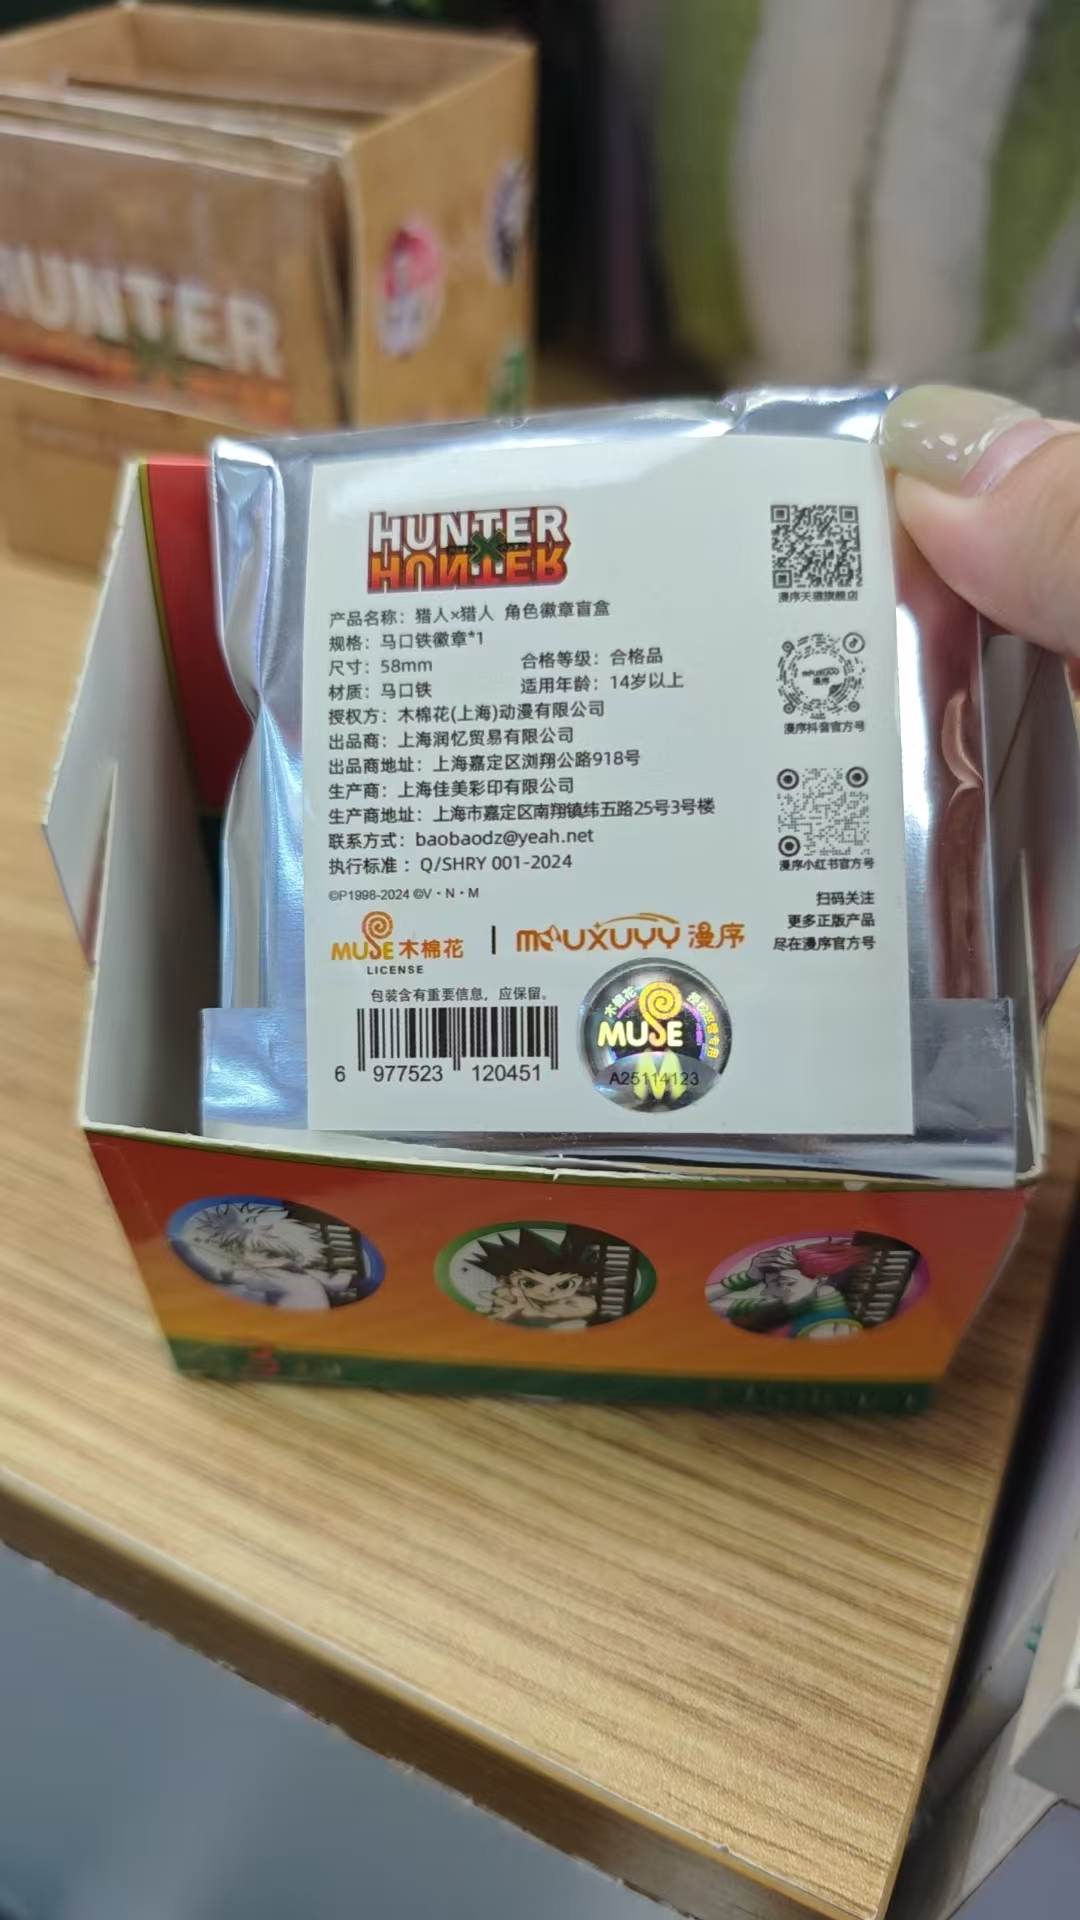 HUNTER
HUNTER
HUNTER
漫序天猫旗舰店
产品名称：猎人×猎人 角色徽章盲盒
规格：马口铁徽章*1
尺寸：58mm 合格等级：合格品
材质：马口铁 适用年龄：14岁以上
授权方：木棉花(上海)动漫有限公司
漫序抖音官方号
出品商：上海润忆贸易有限公司
出品商地址：上海嘉定区浏翔公路918号
生产商：上海佳美彩印有限公司
生产商地址：上海市嘉定区南翔镇纬五路25号3号楼
联系方式：baobaodz@yeah.net
执行标准：Q/SHRY 001-2024
漫序小红书官方号
©P1998-2024 ©V・N・M
扫码关注
更多正版产品
尽在漫序官方号
MUSE 木棉花 | MUXUYY 漫序
LICENSE
包装含有重要信息，应保留。
6 977523 120451
木棉花
MUSE
A25114123